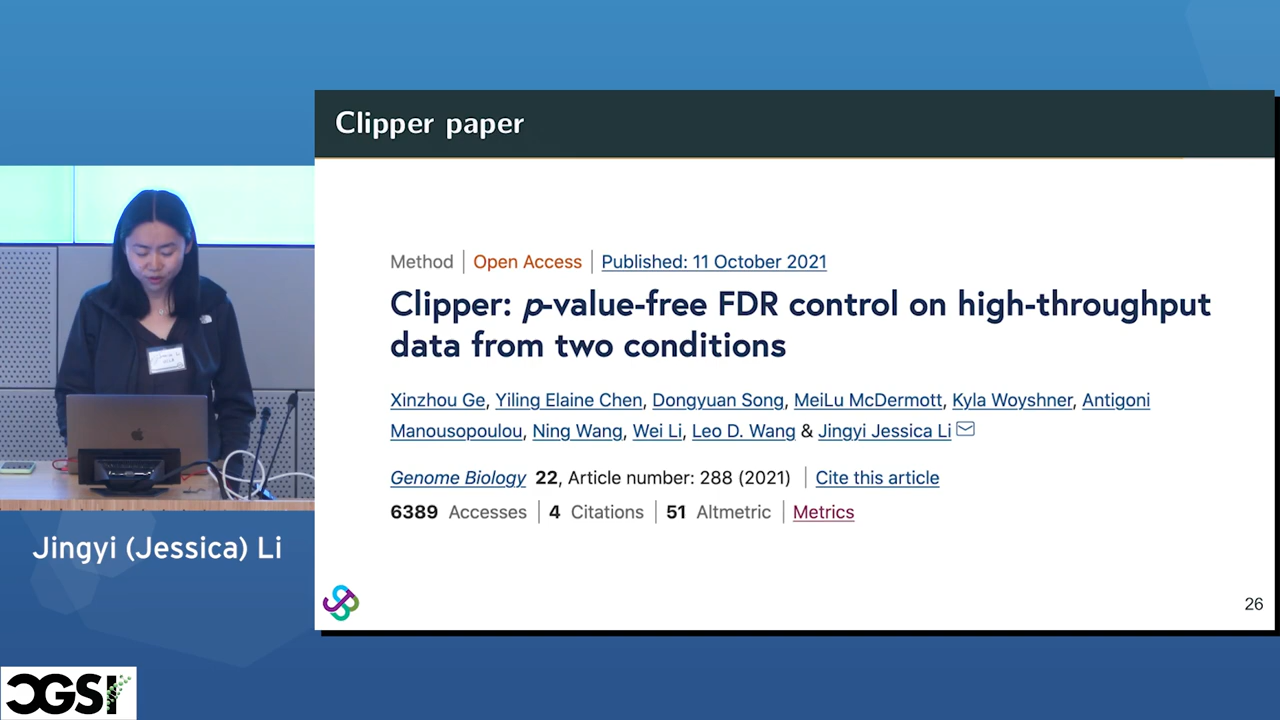 Clipper paper
Method | Open Access | Published: 11 October 2021
Clipper: p-value-free FDR control on high-throughput
data from two conditions
Xinzhou Ge, Yiling Elaine Chen, Dongyuan Song, MeiLu McDermott, Kyla Woyshner, Antigoni
Manousopoulou, Ning Wang, Wei Li, Leo D. Wang & Jingyi Jessica Li
Genome Biology 22, Article number: 288 (2021) | Cite this article
6389 Accesses | 4 Citations | 51 Altmetric | Metrics
26
Jingyi (Jessica) Li
CGSI